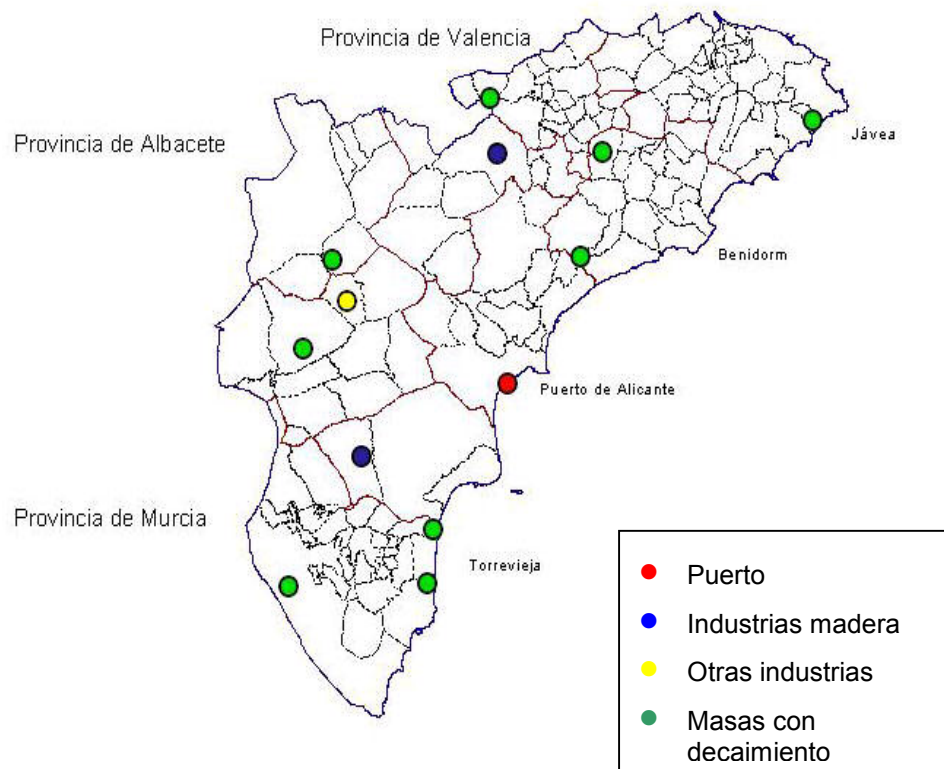 Provincia de Valencia
Provincia de Albacete
Jávea
Benidorm
Puerto de Alicante
Provincia de Murcia
Torrevieja
Puerto
Industrias madera
Otras industrias
Masas con
decaimiento